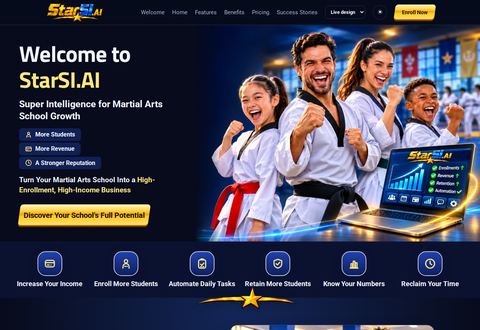 StarSI.AI
Welcome
Home
Features
Benefits
Pricing
Success Stories
Live design
Enroll Now
Welcome to
StarSI.AI
Super Intelligence for Martial Arts
School Growth
More Students
More Revenue
A Stronger Reputation
Turn Your Martial Arts School Into a High-
Enrollment, High-Income Business
Discover Your School's Full Potential
StarSI.AI
Enrollments
Revenue
Retention
Automation
Increase Your Income
Enroll More Students
Automate Daily Tasks
Retain More Students
Know Your Numbers
Reclaim Your Time